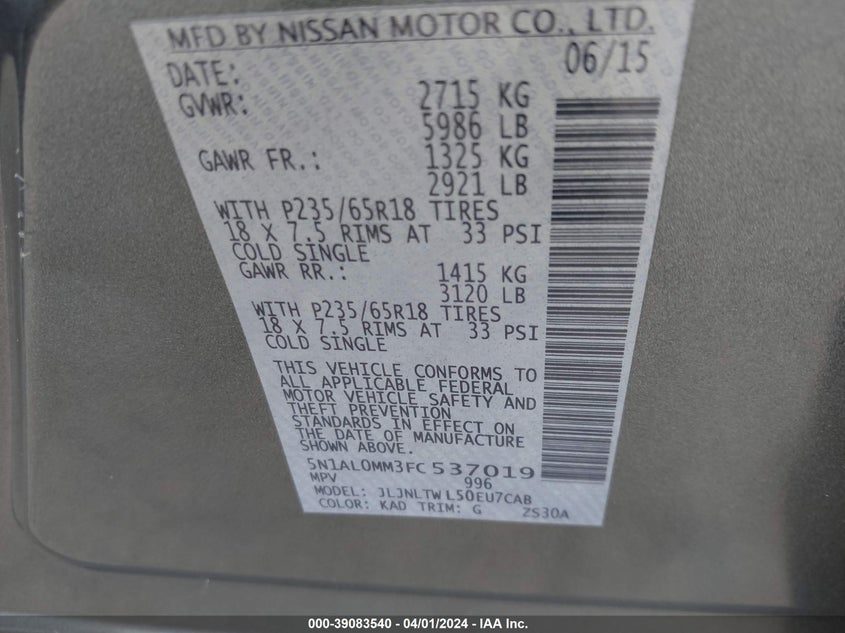 MFD BY NISSAN MOTOR CO., LTD.
DATE: 06/15
GVWR: 2715 KG
5986 LB
GAWR FR.: 1325 KG
2921 LB
WITH P235/65R18 TIRES
18 X 7.5 RIMS AT 33 PSI
COLD SINGLE
GAWR RR.: 1415 KG
3120 LB
WITH P235/65R18 TIRES
18 X 7.5 RIMS AT 33 PSI
COLD SINGLE
THIS VEHICLE CONFORMS TO
ALL APPLICABLE FEDERAL
MOTOR VEHICLE SAFETY AND
THEFT PREVENTION
STANDARDS IN EFFECT ON
THE DATE OF MANUFACTURE
SHOWN ABOVE.
5N1AL0MM3FC537019
MPV 996
MODEL: JLJNLTWL50EU7CAB
COLOR: KAD TRIM: G ZS30A
000-39083540 - 04/01/2024 - IAA Inc.